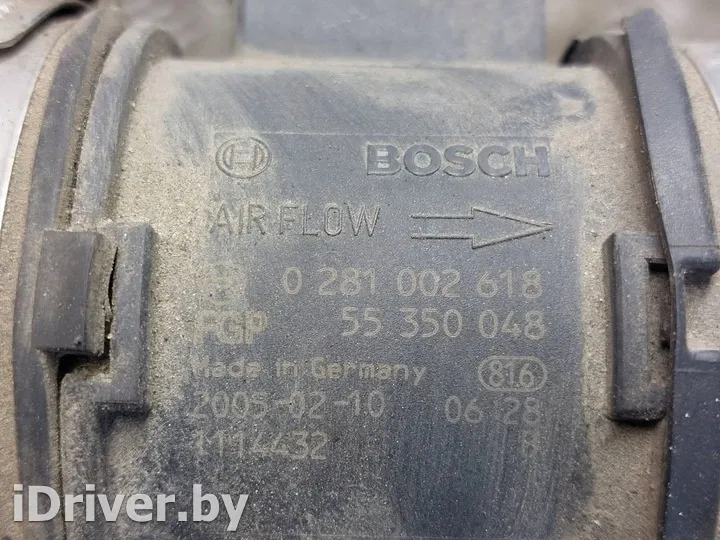 BOSCH
AIR FLOW
0 281 002 618
FGP 55 350 048
Made in Germany 816
2005-02-10 06:28
1114432
iDriver.by